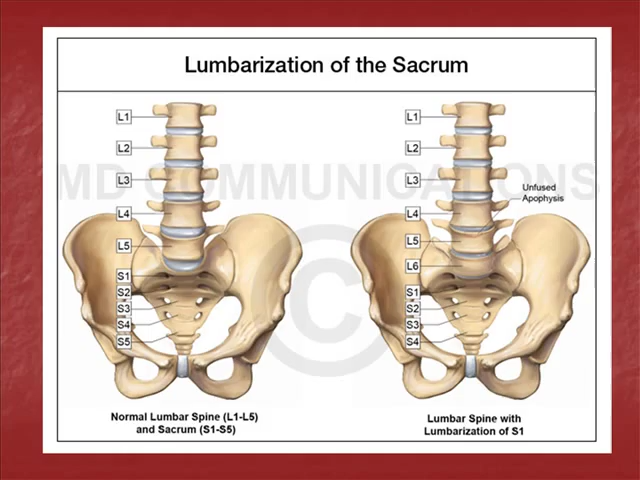 Lumbarization of the Sacrum
MD COMMUNICATIONS
©
L1
L2
L3
L4
L5
S1
S2
S3
S4
S5
Normal Lumbar Spine (L1-L5)
and Sacrum (S1-S5)
L1
L2
L3
L4
L5
L6
S1
S2
S3
S4
Unfused
Apophysis
Lumbar Spine with
Lumbarization of S1